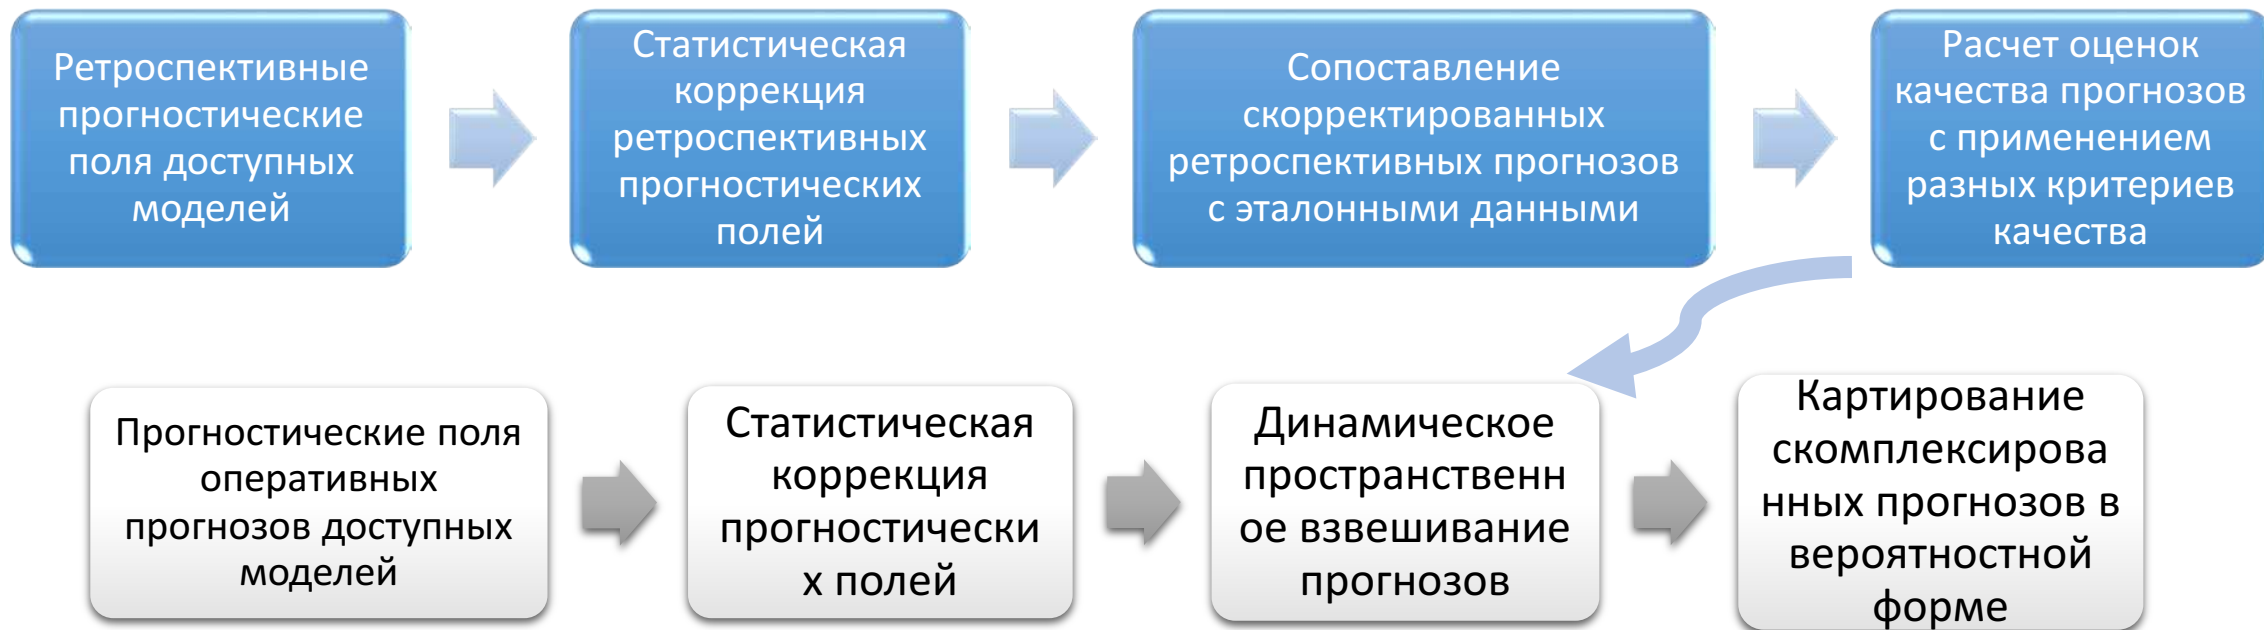 Ретроспективные
прогностические
поля доступных
моделей
Статистическая
коррекция
ретроспективных
прогностических
полей
Сопоставление
скорректированных
ретроспективных прогнозов
с эталонными данными
Расчет оценок
качества прогнозов
с применением
разных критериев
качества
Прогностические поля
оперативных
прогнозов доступных
моделей
Статистическая
коррекция
прогностически
х полей
Динамическое
пространственн
ое взвешивание
прогнозов
Картирование
скомплексирова
нных прогнозов в
вероятностной
форме